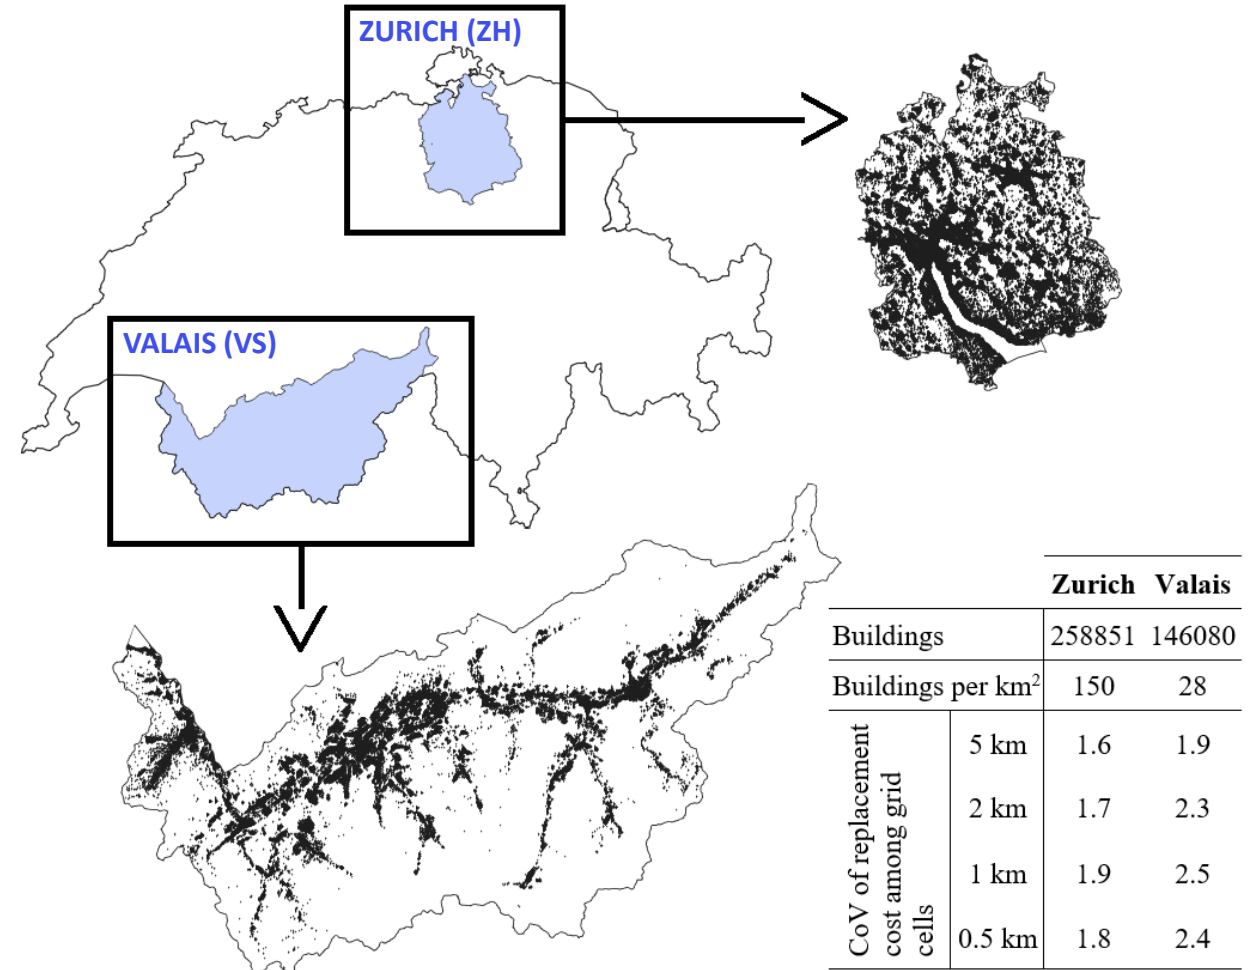 ZURICH (ZH)
VALAIS (VS)
Zurich Valais
Buildings 258851 146080
Buildings per km² 150 28
CoV of replacement
cost among grid
cells
5 km 1.6 1.9
2 km 1.7 2.3
1 km 1.9 2.5
0.5 km 1.8 2.4